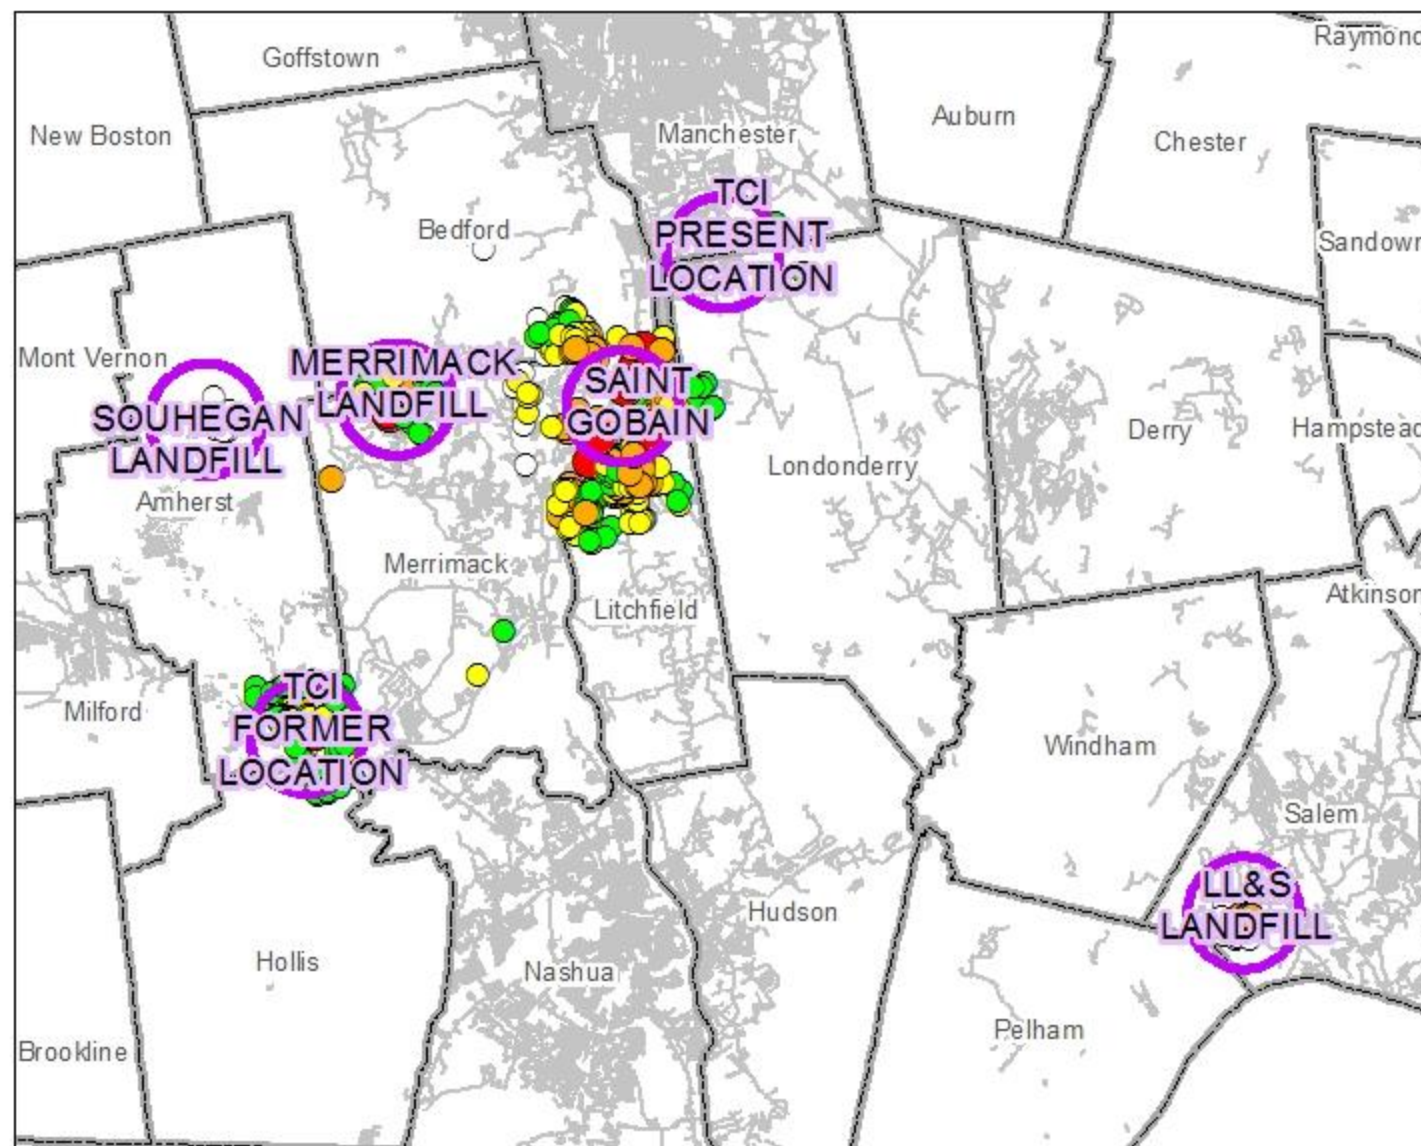 Raymond
Goffstown
Auburn
New Boston
Manchester
Chester
TCI
PRESENT
LOCATION
Bedford
Sandown
Mont Vernon
MERRIMACK
LANDFILL
SAINT
GOBAIN
SOUHEGAN
LANDFILL
Derry
Hampstead
Londonderry
Amherst
Merrimack
Litchfield
Atkinson
TCI
FORMER
LOCATION
Milford
Windham
Salem
LL&S
LANDFILL
Hudson
Hollis
Nashua
Pelham
Brookline